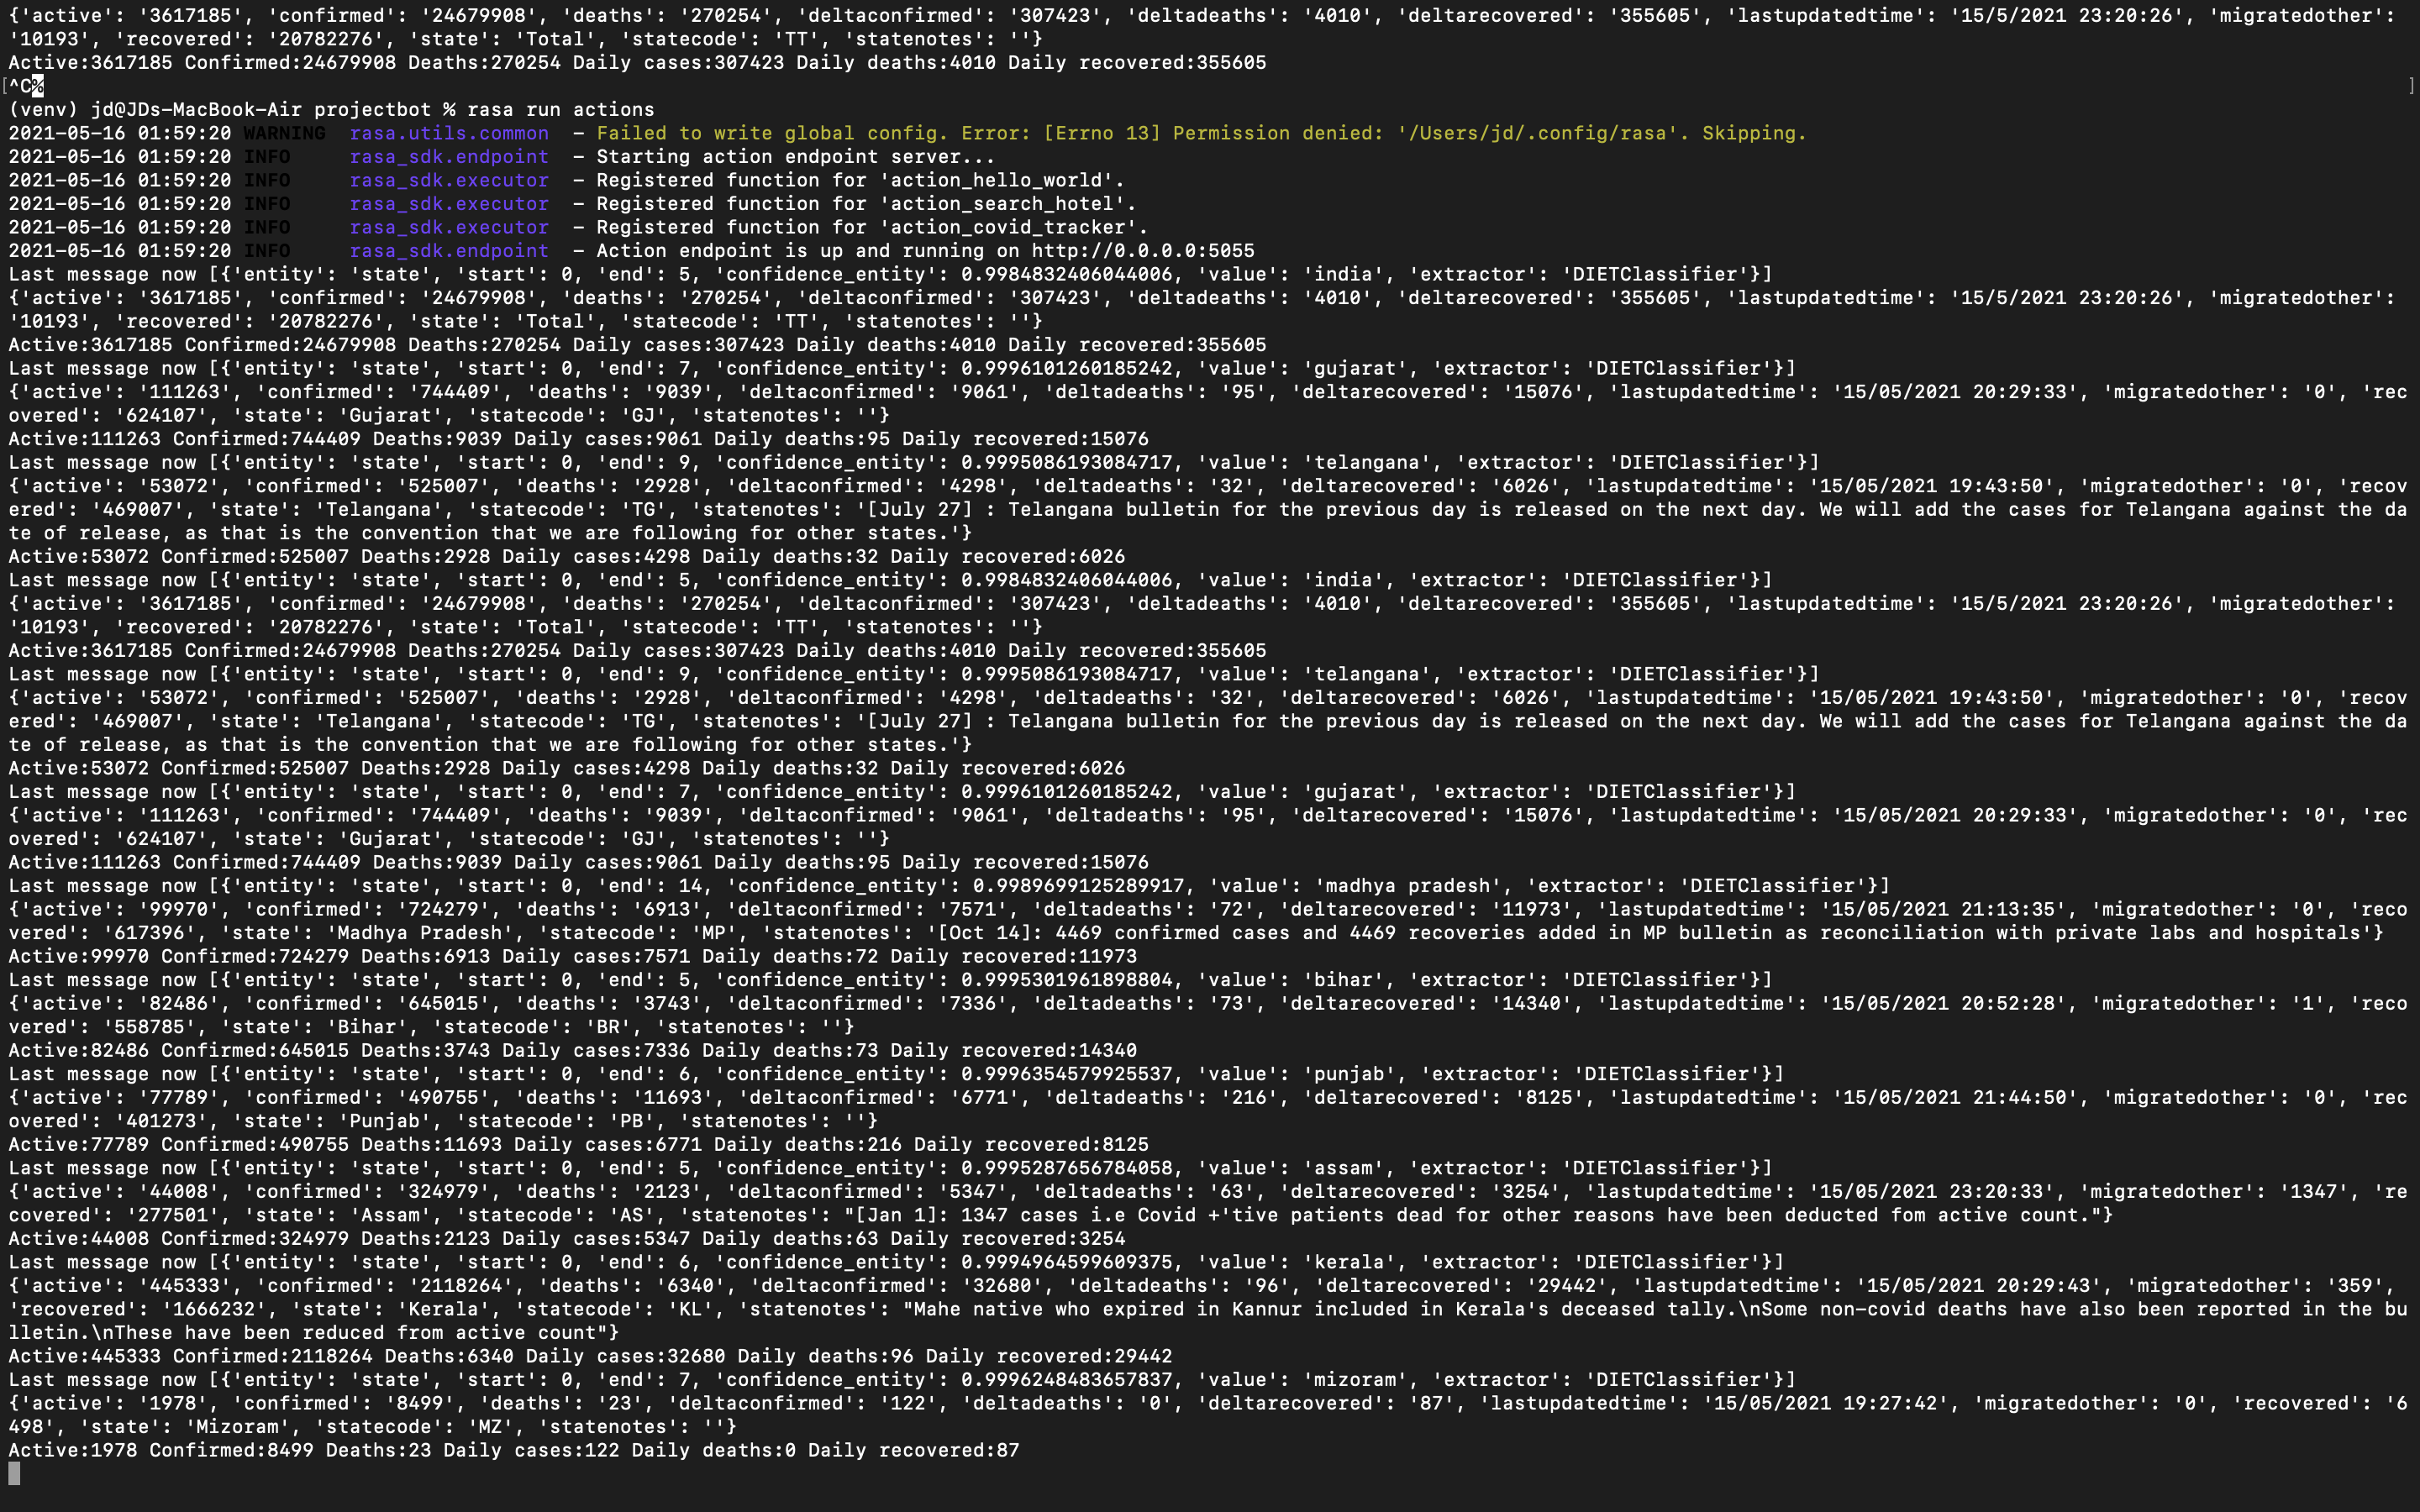 {'active': '3617185', 'confirmed': '24679908', 'deaths': '270254', 'deltaconfirmed': '307423', 'deltadeaths': '4010', 'deltarecovered': '355605', 'lastupdatedtime': '15/5/2021 23:20:26', 'migratedother':
'10193', 'recovered': '20782276', 'state': 'Total', 'statecode': 'TT', 'statenotes': ''}
Active:3617185 Confirmed:24679908 Deaths:270254 Daily cases:307423 Daily deaths:4010 Daily recovered:355605
[^C% ]
(venv) jd@JDs-MacBook-Air projectbot % rasa run actions
2021-05-16 01:59:20 WARNING  rasa.utils.common  - Failed to write global config. Error: [Errno 13] Permission denied: '/Users/jd/.config/rasa'. Skipping.
2021-05-16 01:59:20 INFO     rasa_sdk.endpoint  - Starting action endpoint server...
2021-05-16 01:59:20 INFO     rasa_sdk.executor  - Registered function for 'action_hello_world'.
2021-05-16 01:59:20 INFO     rasa_sdk.executor  - Registered function for 'action_search_hotel'.
2021-05-16 01:59:20 INFO     rasa_sdk.executor  - Registered function for 'action_covid_tracker'.
2021-05-16 01:59:20 INFO     rasa_sdk.endpoint  - Action endpoint is up and running on http://0.0.0.0:5055
Last message now [{'entity': 'state', 'start': 0, 'end': 5, 'confidence_entity': 0.9984832406044006, 'value': 'india', 'extractor': 'DIETClassifier'}]
{'active': '3617185', 'confirmed': '24679908', 'deaths': '270254', 'deltaconfirmed': '307423', 'deltadeaths': '4010', 'deltarecovered': '355605', 'lastupdatedtime': '15/5/2021 23:20:26', 'migratedother':
'10193', 'recovered': '20782276', 'state': 'Total', 'statecode': 'TT', 'statenotes': ''}
Active:3617185 Confirmed:24679908 Deaths:270254 Daily cases:307423 Daily deaths:4010 Daily recovered:355605
Last message now [{'entity': 'state', 'start': 0, 'end': 7, 'confidence_entity': 0.9996101260185242, 'value': 'gujarat', 'extractor': 'DIETClassifier'}]
{'active': '111263', 'confirmed': '744409', 'deaths': '9039', 'deltaconfirmed': '9061', 'deltadeaths': '95', 'deltarecovered': '15076', 'lastupdatedtime': '15/05/2021 20:29:33', 'migratedother': '0', 'rec
overed': '624107', 'state': 'Gujarat', 'statecode': 'GJ', 'statenotes': ''}
Active:111263 Confirmed:744409 Deaths:9039 Daily cases:9061 Daily deaths:95 Daily recovered:15076
Last message now [{'entity': 'state', 'start': 0, 'end': 9, 'confidence_entity': 0.9995086193084717, 'value': 'telangana', 'extractor': 'DIETClassifier'}]
{'active': '53072', 'confirmed': '525007', 'deaths': '2928', 'deltaconfirmed': '4298', 'deltadeaths': '32', 'deltarecovered': '6026', 'lastupdatedtime': '15/05/2021 19:43:50', 'migratedother': '0', 'recov
ered': '469007', 'state': 'Telangana', 'statecode': 'TG', 'statenotes': '[July 27] : Telangana bulletin for the previous day is released on the next day. We will add the cases for Telangana against the da
te of release, as that is the convention that we are following for other states.'}
Active:53072 Confirmed:525007 Deaths:2928 Daily cases:4298 Daily deaths:32 Daily recovered:6026
Last message now [{'entity': 'state', 'start': 0, 'end': 5, 'confidence_entity': 0.9984832406044006, 'value': 'india', 'extractor': 'DIETClassifier'}]
{'active': '3617185', 'confirmed': '24679908', 'deaths': '270254', 'deltaconfirmed': '307423', 'deltadeaths': '4010', 'deltarecovered': '355605', 'lastupdatedtime': '15/5/2021 23:20:26', 'migratedother':
'10193', 'recovered': '20782276', 'state': 'Total', 'statecode': 'TT', 'statenotes': ''}
Active:3617185 Confirmed:24679908 Deaths:270254 Daily cases:307423 Daily deaths:4010 Daily recovered:355605
Last message now [{'entity': 'state', 'start': 0, 'end': 9, 'confidence_entity': 0.9995086193084717, 'value': 'telangana', 'extractor': 'DIETClassifier'}]
{'active': '53072', 'confirmed': '525007', 'deaths': '2928', 'deltaconfirmed': '4298', 'deltadeaths': '32', 'deltarecovered': '6026', 'lastupdatedtime': '15/05/2021 19:43:50', 'migratedother': '0', 'recov
ered': '469007', 'state': 'Telangana', 'statecode': 'TG', 'statenotes': '[July 27] : Telangana bulletin for the previous day is released on the next day. We will add the cases for Telangana against the da
te of release, as that is the convention that we are following for other states.'}
Active:53072 Confirmed:525007 Deaths:2928 Daily cases:4298 Daily deaths:32 Daily recovered:6026
Last message now [{'entity': 'state', 'start': 0, 'end': 7, 'confidence_entity': 0.9996101260185242, 'value': 'gujarat', 'extractor': 'DIETClassifier'}]
{'active': '111263', 'confirmed': '744409', 'deaths': '9039', 'deltaconfirmed': '9061', 'deltadeaths': '95', 'deltarecovered': '15076', 'lastupdatedtime': '15/05/2021 20:29:33', 'migratedother': '0', 'rec
overed': '624107', 'state': 'Gujarat', 'statecode': 'GJ', 'statenotes': ''}
Active:111263 Confirmed:744409 Deaths:9039 Daily cases:9061 Daily deaths:95 Daily recovered:15076
Last message now [{'entity': 'state', 'start': 0, 'end': 14, 'confidence_entity': 0.9989699125289917, 'value': 'madhya pradesh', 'extractor': 'DIETClassifier'}]
{'active': '99970', 'confirmed': '724279', 'deaths': '6913', 'deltaconfirmed': '7571', 'deltadeaths': '72', 'deltarecovered': '11973', 'lastupdatedtime': '15/05/2021 21:13:35', 'migratedother': '0', 'reco
vered': '617396', 'state': 'Madhya Pradesh', 'statecode': 'MP', 'statenotes': '[Oct 14]: 4469 confirmed cases and 4469 recoveries added in MP bulletin as reconciliation with private labs and hospitals'}
Active:99970 Confirmed:724279 Deaths:6913 Daily cases:7571 Daily deaths:72 Daily recovered:11973
Last message now [{'entity': 'state', 'start': 0, 'end': 5, 'confidence_entity': 0.9995301961898804, 'value': 'bihar', 'extractor': 'DIETClassifier'}]
{'active': '82486', 'confirmed': '645015', 'deaths': '3743', 'deltaconfirmed': '7336', 'deltadeaths': '73', 'deltarecovered': '14340', 'lastupdatedtime': '15/05/2021 20:52:28', 'migratedother': '1', 'reco
vered': '558785', 'state': 'Bihar', 'statecode': 'BR', 'statenotes': ''}
Active:82486 Confirmed:645015 Deaths:3743 Daily cases:7336 Daily deaths:73 Daily recovered:14340
Last message now [{'entity': 'state', 'start': 0, 'end': 6, 'confidence_entity': 0.9996354579925537, 'value': 'punjab', 'extractor': 'DIETClassifier'}]
{'active': '77789', 'confirmed': '490755', 'deaths': '11693', 'deltaconfirmed': '6771', 'deltadeaths': '216', 'deltarecovered': '8125', 'lastupdatedtime': '15/05/2021 21:44:50', 'migratedother': '0', 'rec
overed': '401273', 'state': 'Punjab', 'statecode': 'PB', 'statenotes': ''}
Active:77789 Confirmed:490755 Deaths:11693 Daily cases:6771 Daily deaths:216 Daily recovered:8125
Last message now [{'entity': 'state', 'start': 0, 'end': 5, 'confidence_entity': 0.9995287656784058, 'value': 'assam', 'extractor': 'DIETClassifier'}]
{'active': '44008', 'confirmed': '324979', 'deaths': '2123', 'deltaconfirmed': '5347', 'deltadeaths': '63', 'deltarecovered': '3254', 'lastupdatedtime': '15/05/2021 23:20:33', 'migratedother': '1347', 're
covered': '277501', 'state': 'Assam', 'statecode': 'AS', 'statenotes': "[Jan 1]: 1347 cases i.e Covid +'tive patients dead for other reasons have been deducted fom active count."}
Active:44008 Confirmed:324979 Deaths:2123 Daily cases:5347 Daily deaths:63 Daily recovered:3254
Last message now [{'entity': 'state', 'start': 0, 'end': 6, 'confidence_entity': 0.9994964599609375, 'value': 'kerala', 'extractor': 'DIETClassifier'}]
{'active': '445333', 'confirmed': '2118264', 'deaths': '6340', 'deltaconfirmed': '32680', 'deltadeaths': '96', 'deltarecovered': '29442', 'lastupdatedtime': '15/05/2021 20:29:43', 'migratedother': '359',
'recovered': '1666232', 'state': 'Kerala', 'statecode': 'KL', 'statenotes': "Mahe native who expired in Kannur included in Kerala's deceased tally.\nSome non-covid deaths have also been reported in the bu
lletin.\nThese have been reduced from active count"}
Active:445333 Confirmed:2118264 Deaths:6340 Daily cases:32680 Daily deaths:96 Daily recovered:29442
Last message now [{'entity': 'state', 'start': 0, 'end': 7, 'confidence_entity': 0.9996248483657837, 'value': 'mizoram', 'extractor': 'DIETClassifier'}]
{'active': '1978', 'confirmed': '8499', 'deaths': '23', 'deltaconfirmed': '122', 'deltadeaths': '0', 'deltarecovered': '87', 'lastupdatedtime': '15/05/2021 19:27:42', 'migratedother': '0', 'recovered': '6
498', 'state': 'Mizoram', 'statecode': 'MZ', 'statenotes': ''}
Active:1978 Confirmed:8499 Deaths:23 Daily cases:122 Daily deaths:0 Daily recovered:87